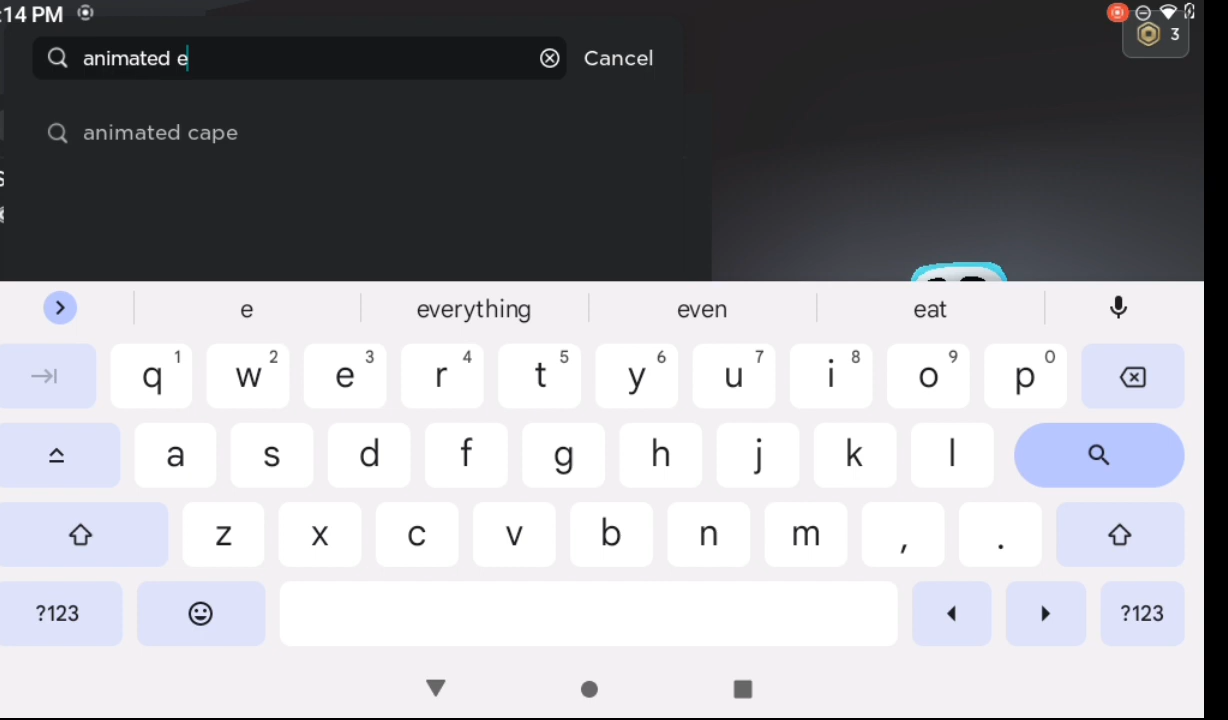 :14 PM
3
animated e
Cancel
animated cape
e everything even eat
q 1 w 2 e 3 r 4 t 5 y 6 u 7 i 8 o 9 p 0
a s d f g h j k l
z x c v b n m , .
?123 ?123